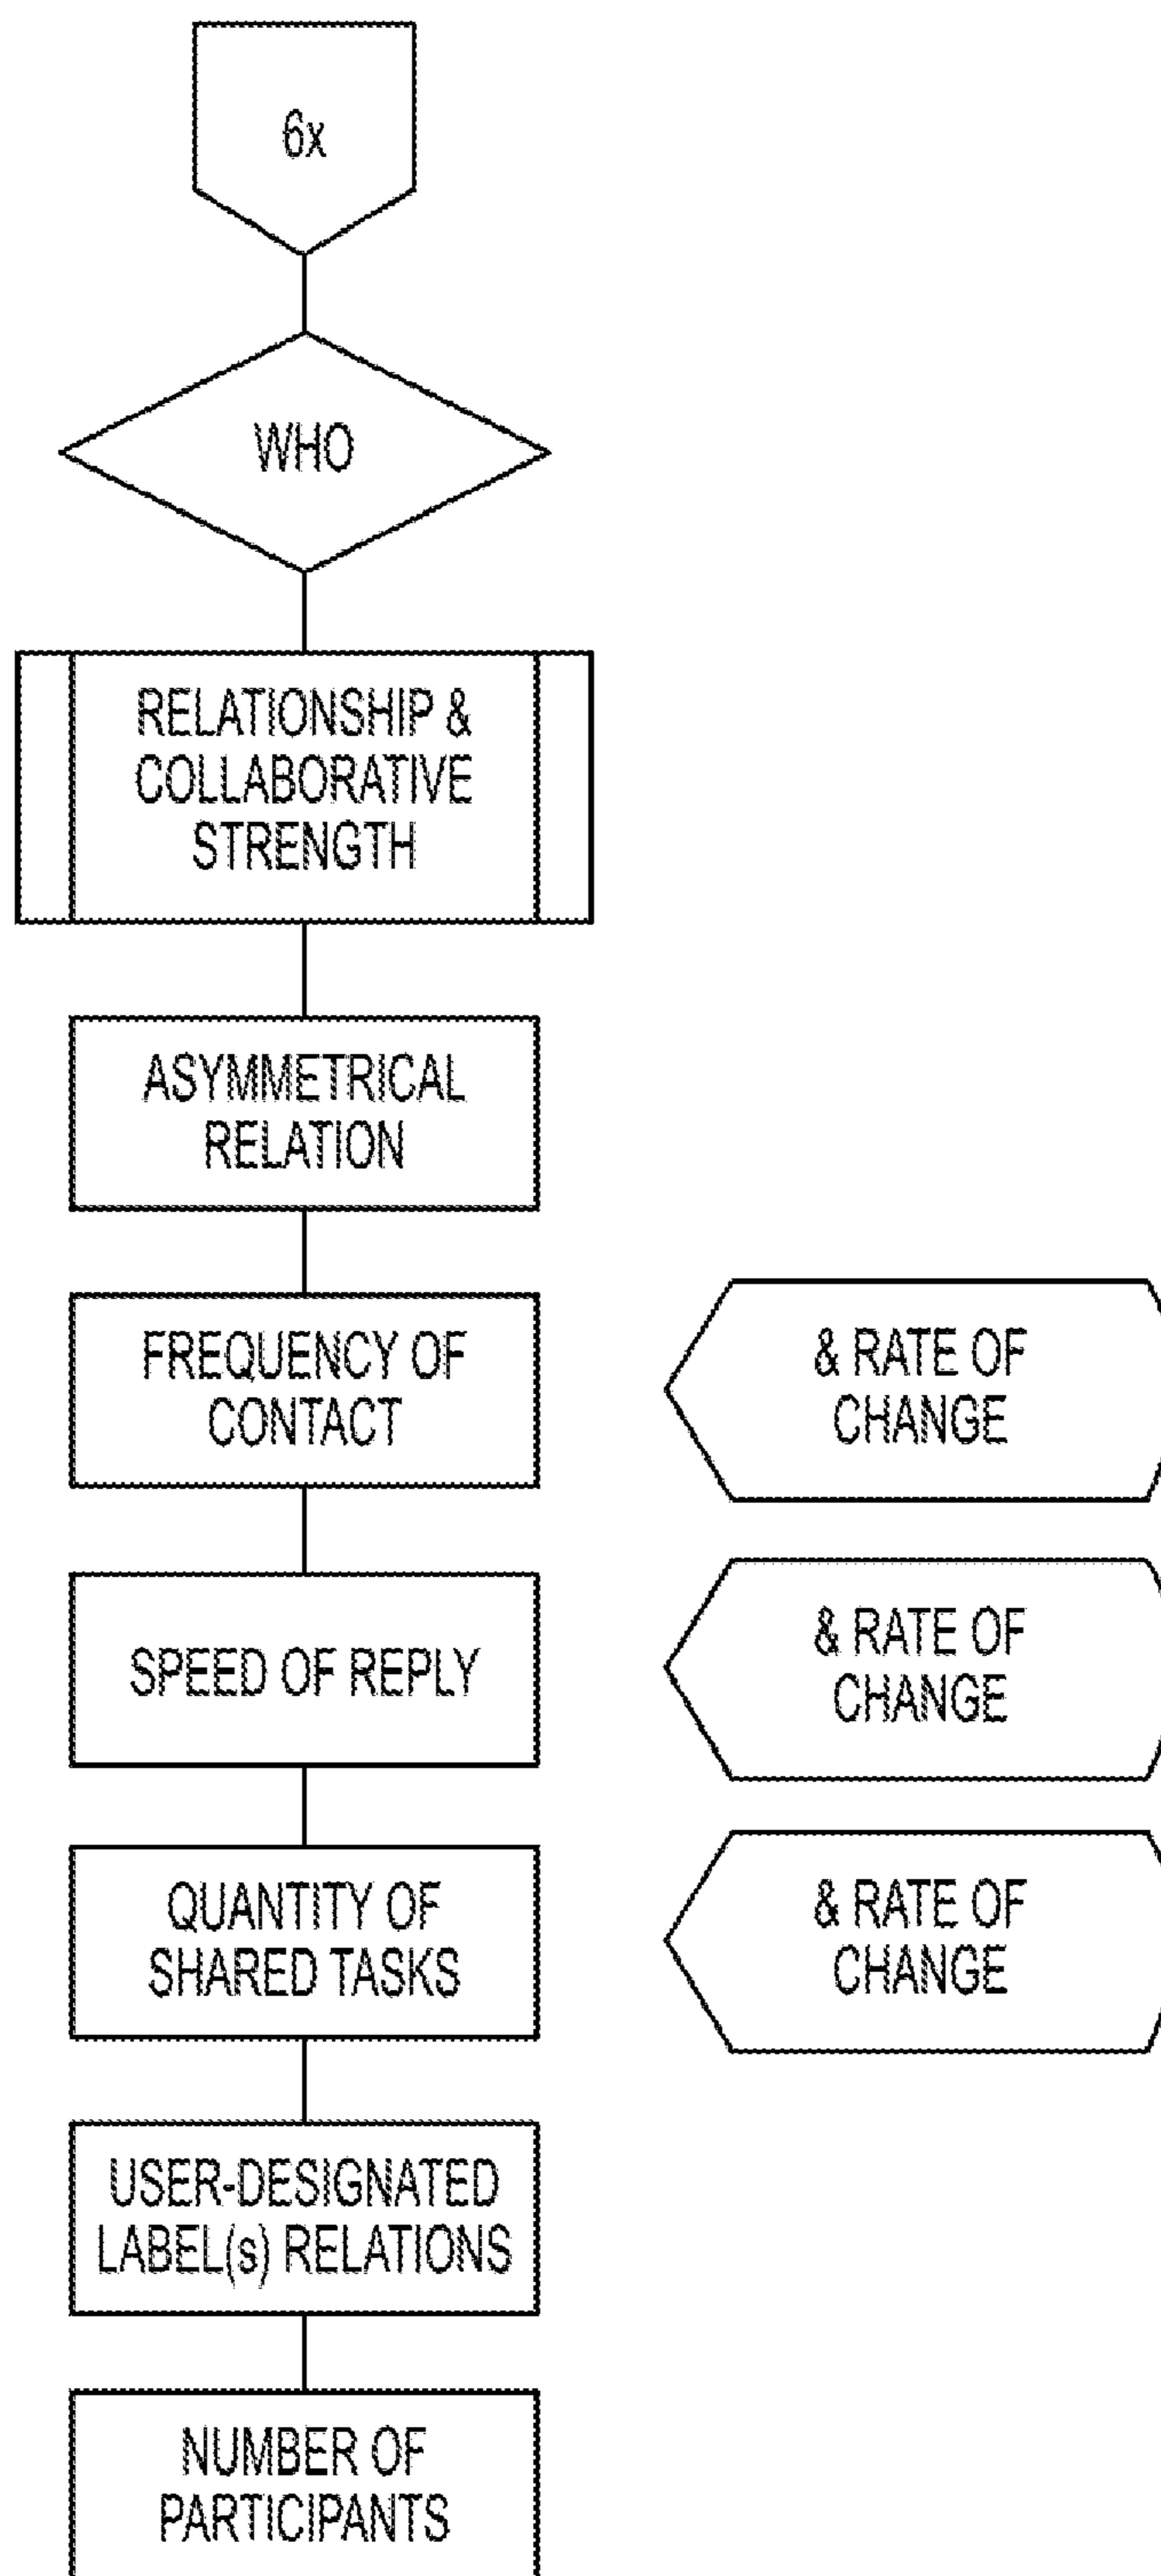 6x
WHO
RELATIONSHIP &
COLLABORATIVE
STRENGTH
ASYMMETRICAL
RELATION
FREQUENCY OF
CONTACT
& RATE OF
CHANGE
SPEED OF REPLY
& RATE OF
CHANGE
QUANTITY OF
SHARED TASKS
& RATE OF
CHANGE
USER-DESIGNATED
LABEL(s) RELATIONS
NUMBER OF
PARTICIPANTS